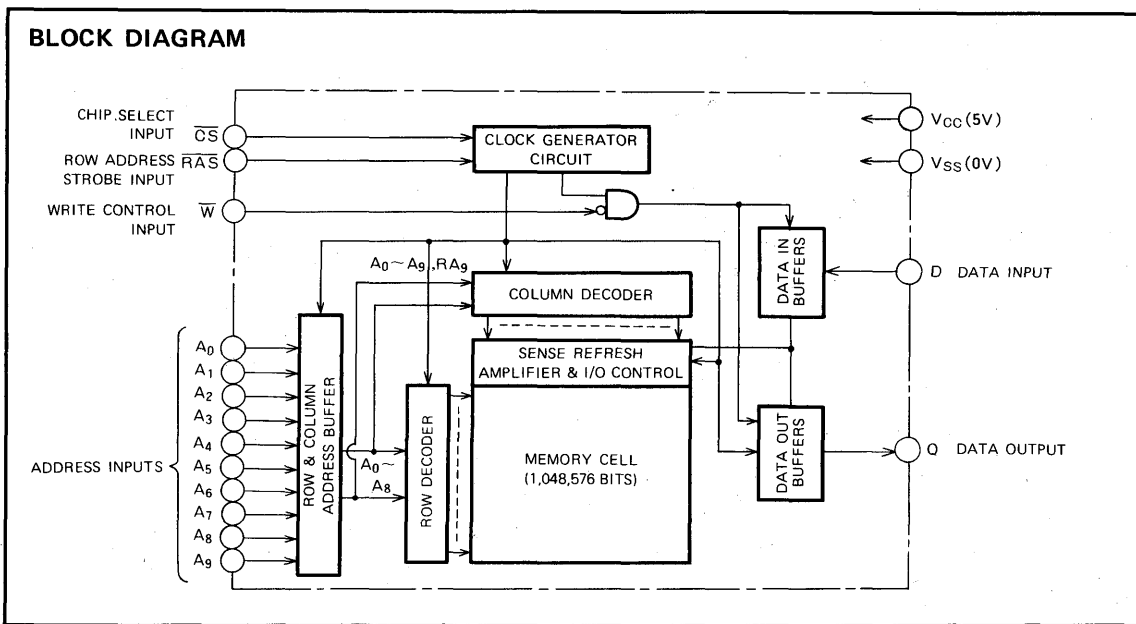 BLOCK DIAGRAM
CHIP.SELECT
INPUT C̅S̅
ROW ADDRESS R̅A̅S̅
STROBE INPUT
WRITE CONTROL W̅
INPUT
CLOCK GENERATOR
CIRCUIT
VCC(5V)
VSS(0V)
DATA IN
BUFFERS
D DATA INPUT
A0~A9,RA9
COLUMN DECODER
SENSE REFRESH
AMPLIFIER & I/O CONTROL
ADDRESS INPUTS
A0
A1
A2
A3
A4
A5
A6
A7
A8
A9
ROW & COLUMN
ADDRESS BUFFER
A0~
A8
ROW DECODER
MEMORY CELL
(1,048,576 BITS)
DATA OUT
BUFFERS
Q DATA OUTPUT